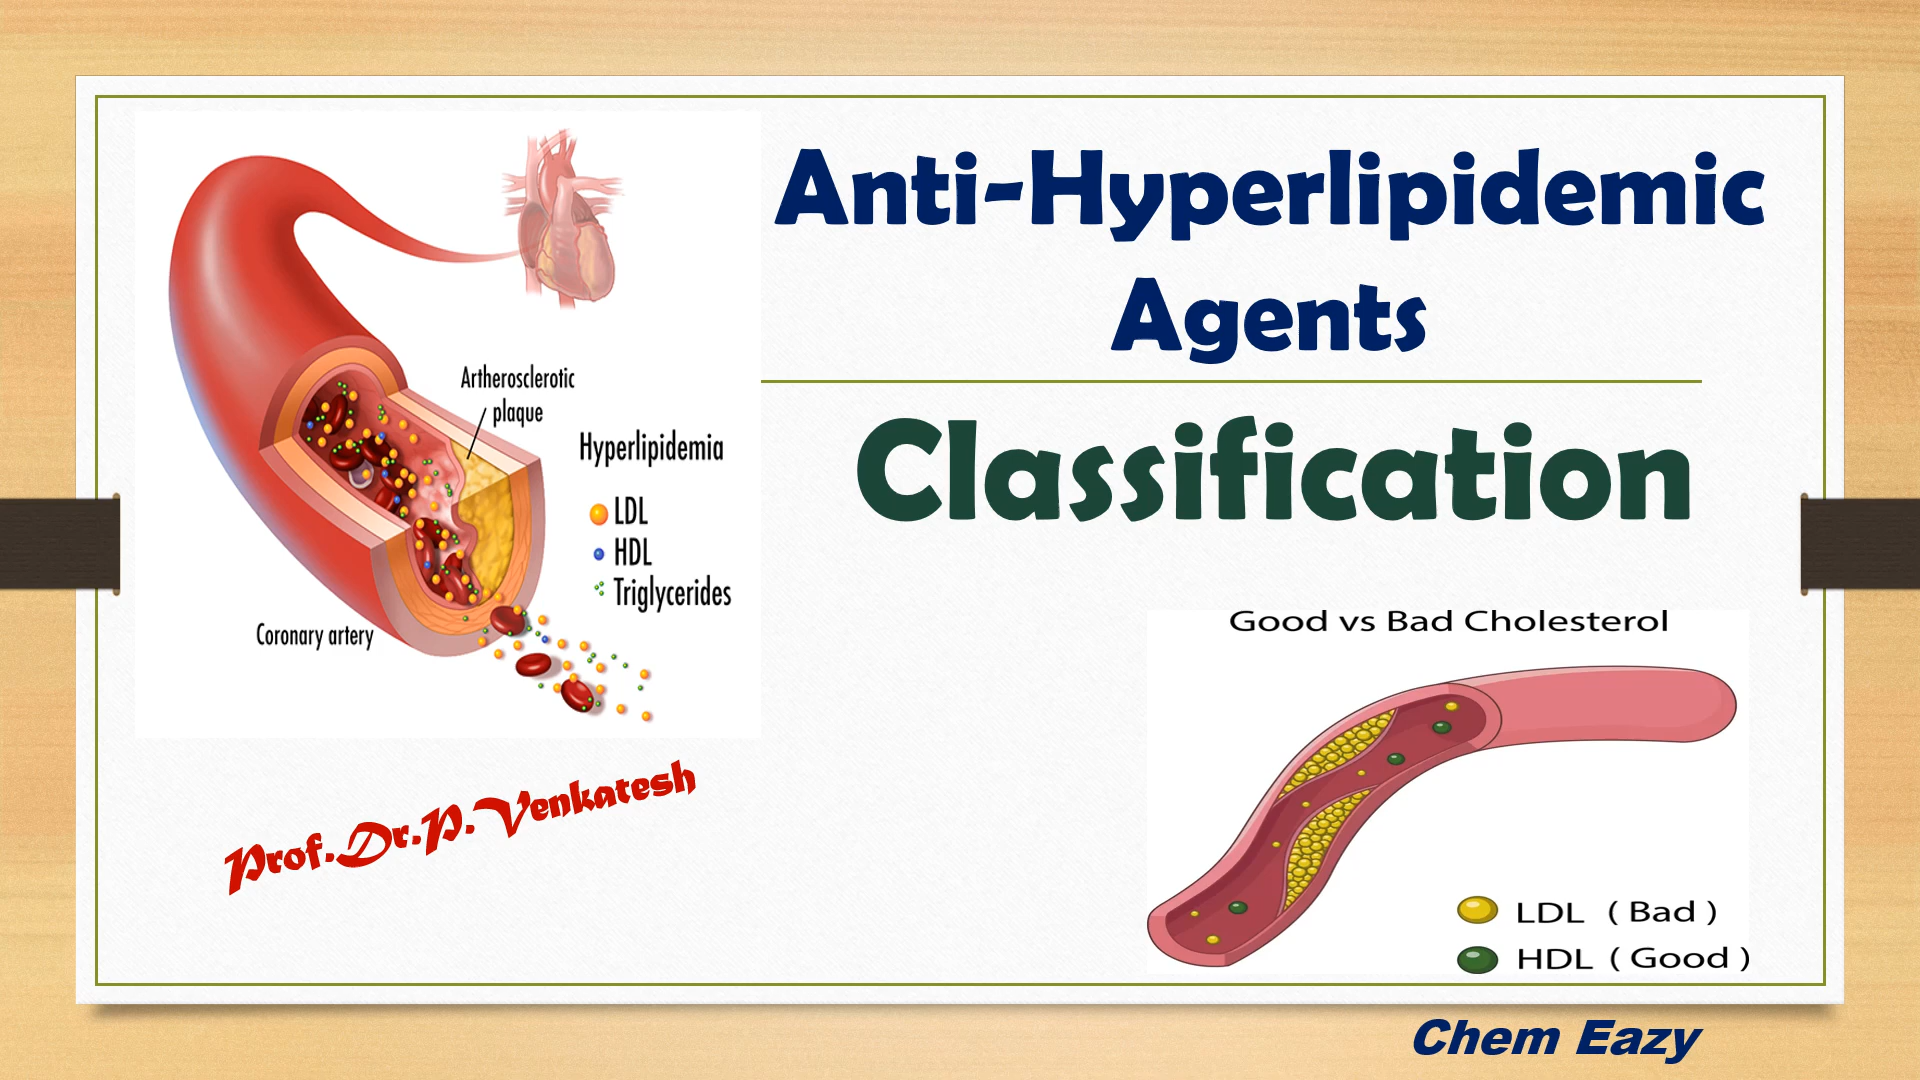 Anti-Hyperlipidemic
Agents
Classification
Artherosclerotic
plaque
Hyperlipidemia
LDL
HDL
Triglycerides
Coronary artery
Prof.Dr.P.Venkatesh
Good vs Bad Cholesterol
LDL ( Bad )
HDL ( Good )
Chem Eazy